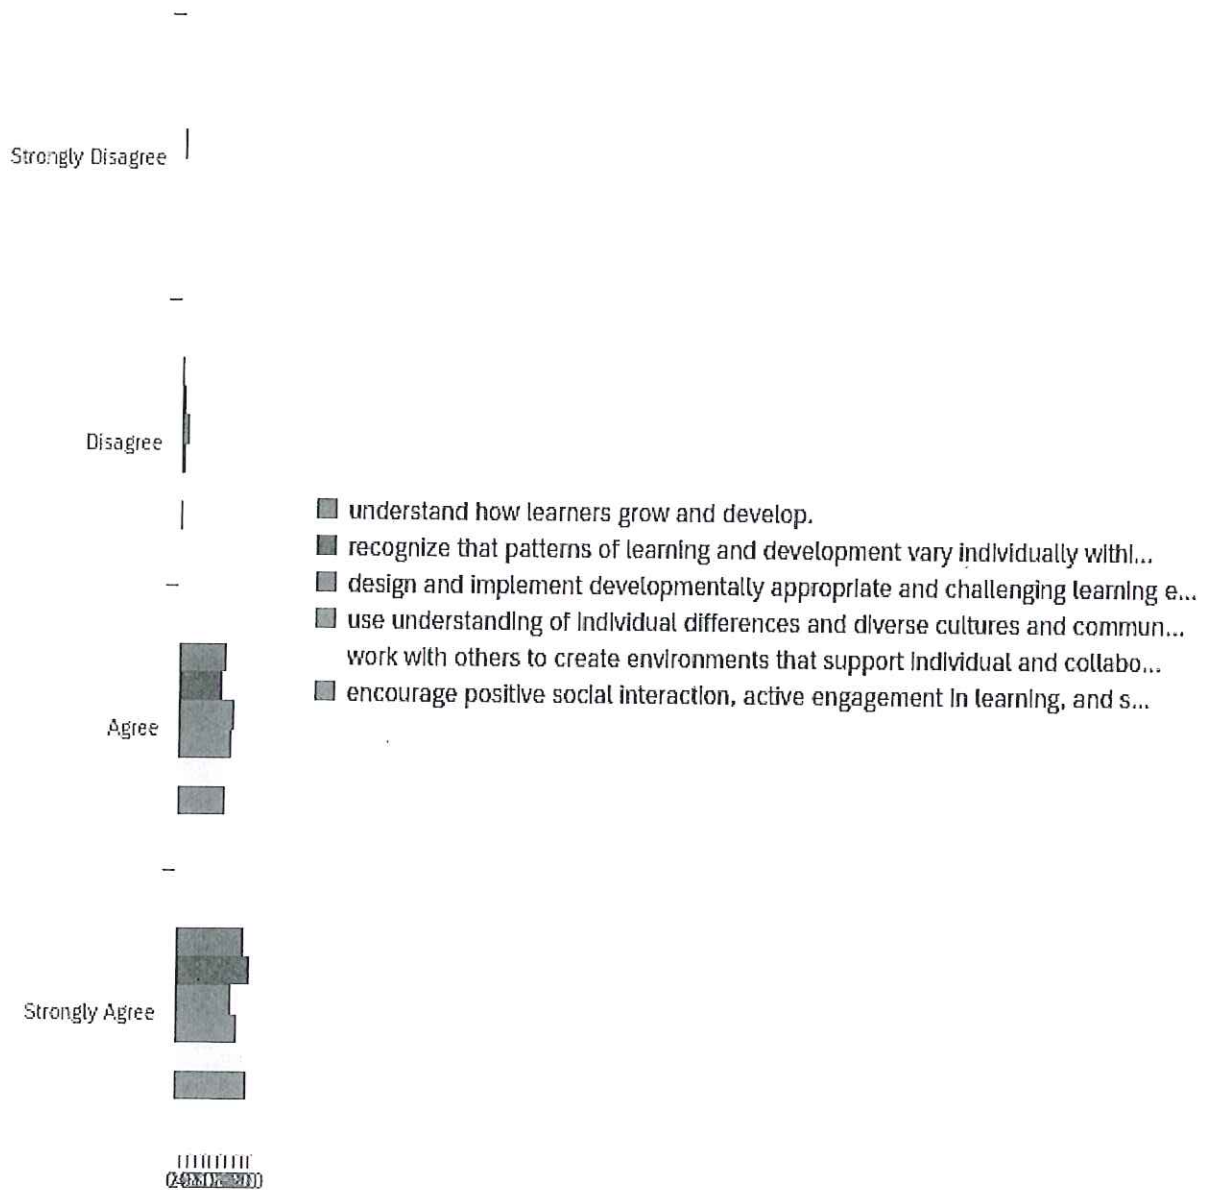 Strongly Disagree
Disagree
understand how learners grow and develop.
recognize that patterns of learning and development vary individually withi...
design and implement developmentally appropriate and challenging learning e...
use understanding of individual differences and diverse cultures and commun...
work with others to create environments that support individual and collabo...
encourage positive social interaction, active engagement in learning, and s...
Agree
Strongly Agree